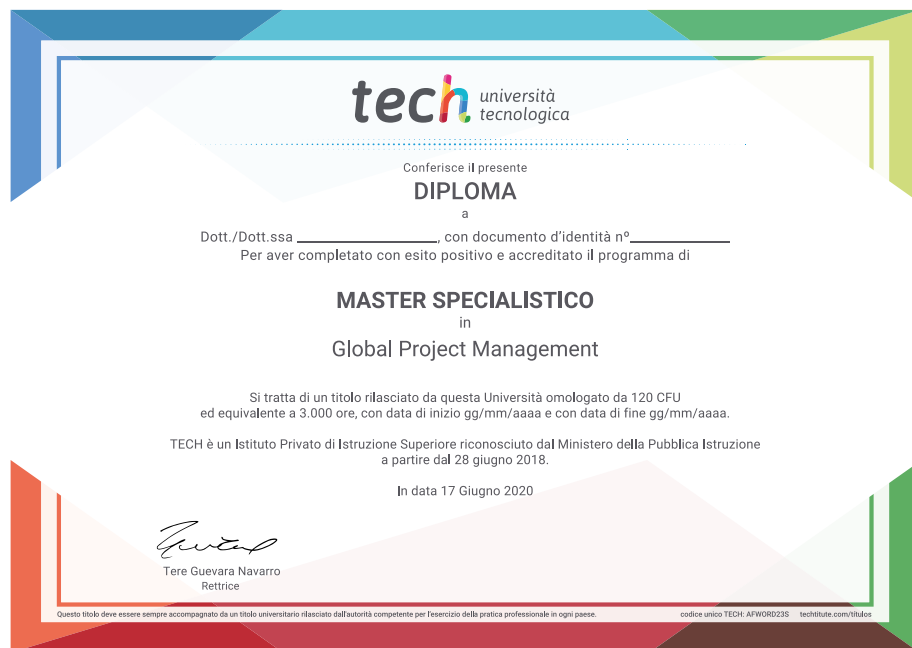 tech università
tecnologica
Conferisce il presente
DIPLOMA
a
Dott./Dott.ssa ________________, con documento d'identità nº___________
Per aver completato con esito positivo e accreditato il programma di
MASTER SPECIALISTICO
in
Global Project Management
Si tratta di un titolo rilasciato da questa Università omologato da 120 CFU
ed equivalente a 3.000 ore, con data di inizio gg/mm/aaaa e con data di fine gg/mm/aaaa.
TECH è un Istituto Privato di Istruzione Superiore riconosciuto dal Ministero della Pubblica Istruzione
a partire dal 28 giugno 2018.
In data 17 Giugno 2020
Tere Guevara Navarro
Rettrice
Questo titolo deve essere sempre accompagnato da un titolo universitario rilasciato dall'autorità competente per l'esercizio della pratica professionale in ogni paese.
codice unico TECH: AFWORD23S techtitute.com/títulos